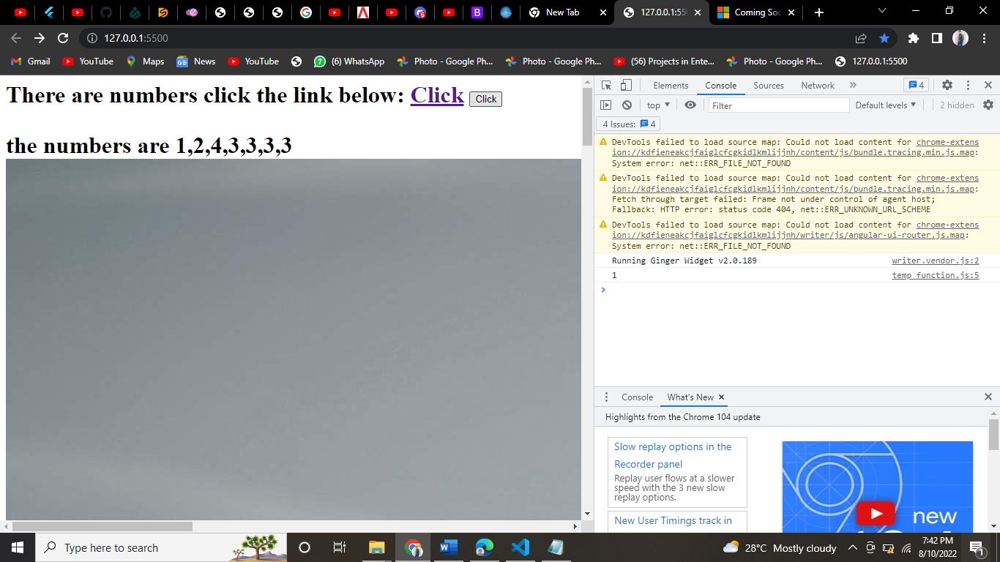 New Tab
127.0.0.1:550
Coming Soo
127.0.0.1:5500
Gmail
YouTube
Maps
News
YouTube
(6) WhatsApp
Photo - Google Ph...
Photo - Google Ph...
(56) Projects in Ente...
Photo - Google Ph...
127.0.0.1:5500
There are numbers click the link below: Click Click
the numbers are 1,2,4,3,3,3,3
Elements Console Sources Network » 4
top ▼ Filter Default levels ▼ 2 hidden
4 Issues: 4
DevTools failed to load source map: Could not load content for chrome-extens
ion://kdfieneakcjfaiglcfcgkidlkmlijjnh/content/js/bundle.tracing.min.js.map:
System error: net::ERR_FILE_NOT_FOUND
DevTools failed to load source map: Could not load content for chrome-extens
ion://kdfieneakcjfaiglcfcgkidlkmlijjnh/content/js/bundle.tracing.min.js.map:
Fetch through target failed: Frame not under control of agent host;
Fallback: HTTP error: status code 404, net::ERR_UNKNOWN_URL_SCHEME
DevTools failed to load source map: Could not load content for chrome-extens
ion://kdfieneakcjfaiglcfcgkidlkmlijjnh/writer/js/angular-ui-router.js.map:
System error: net::ERR_FILE_NOT_FOUND
Running Ginger Widget v2.0.189 writer.vendor.js:2
1 temp function.js:5
Console What's New
Highlights from the Chrome 104 update
Slow replay options in the
Recorder panel
Replay user flows at a slower
speed with the 3 new slow
replay options.
New User Timings track in
new
Type here to search
28°C Mostly cloudy
7:42 PM
8/10/2022
1